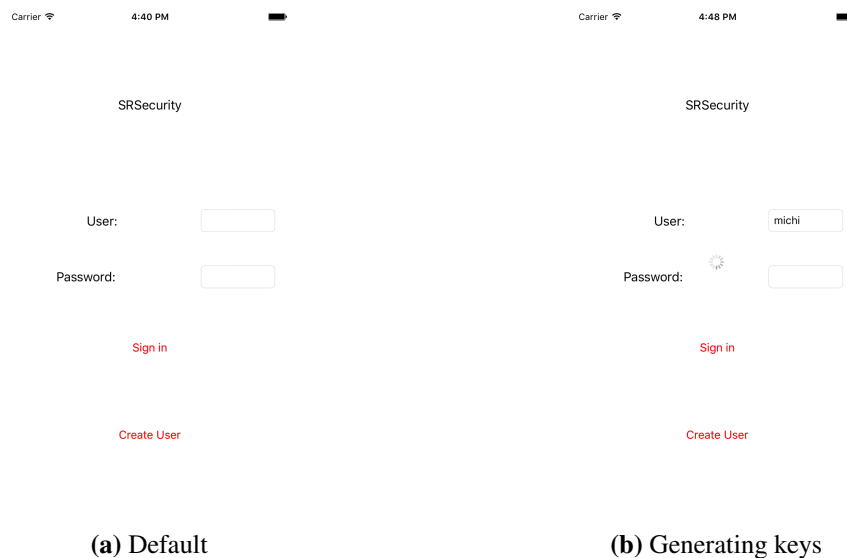 Carrier 4:40 PM
SRSecurity
User:
Password:
Sign in
Create User
(a) Default
Carrier 4:48 PM
SRSecurity
User: michi
Password:
Sign in
Create User
(b) Generating keys